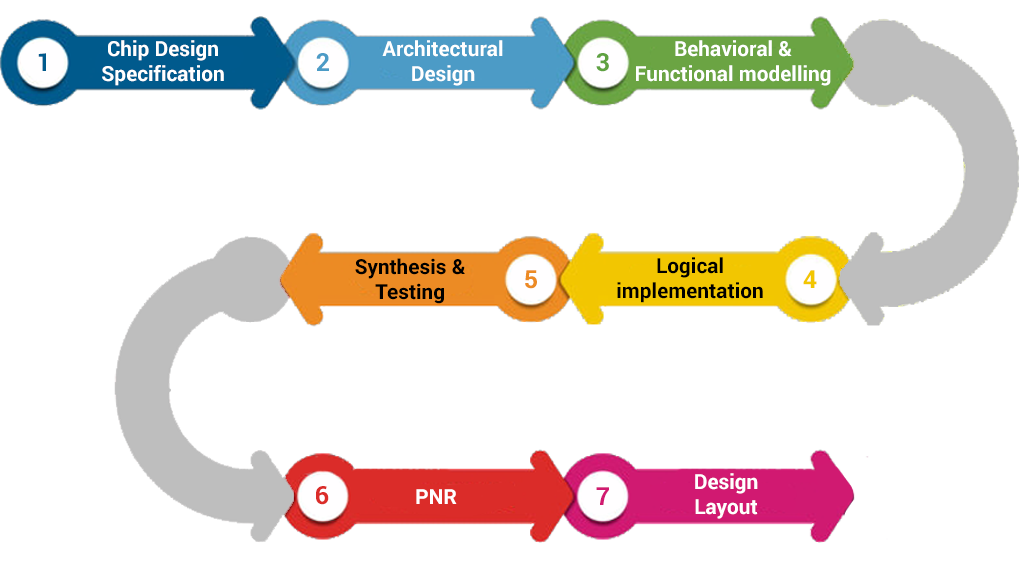 1
Chip Design
Specification
2
Architectural
Design
3
Behavioral &
Functional modelling
4
Logical
implementation
5
Synthesis &
Testing
6
PNR
7
Design
Layout